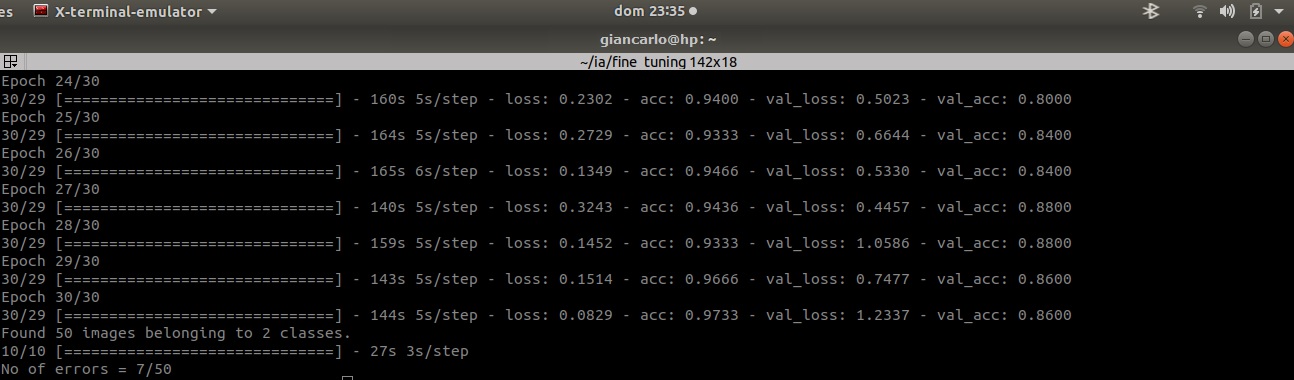 es X-terminal-emulator dom 23:35
giancarlo@hp: ~
~/ia/fine_tuning 142x18
Epoch 24/30
30/29 [==============================] - 160s 5s/step - loss: 0.2302 - acc: 0.9400 - val_loss: 0.5023 - val_acc: 0.8000
Epoch 25/30
30/29 [==============================] - 164s 5s/step - loss: 0.2729 - acc: 0.9333 - val_loss: 0.6644 - val_acc: 0.8400
Epoch 26/30
30/29 [==============================] - 165s 6s/step - loss: 0.1349 - acc: 0.9466 - val_loss: 0.5330 - val_acc: 0.8400
Epoch 27/30
30/29 [==============================] - 140s 5s/step - loss: 0.3243 - acc: 0.9436 - val_loss: 0.4457 - val_acc: 0.8800
Epoch 28/30
30/29 [==============================] - 159s 5s/step - loss: 0.1452 - acc: 0.9333 - val_loss: 1.0586 - val_acc: 0.8800
Epoch 29/30
30/29 [==============================] - 143s 5s/step - loss: 0.1514 - acc: 0.9666 - val_loss: 0.7477 - val_acc: 0.8600
Epoch 30/30
30/29 [==============================] - 144s 5s/step - loss: 0.0829 - acc: 0.9733 - val_loss: 1.2337 - val_acc: 0.8600
Found 50 images belonging to 2 classes.
10/10 [==============================] - 27s 3s/step
No of errors = 7/50